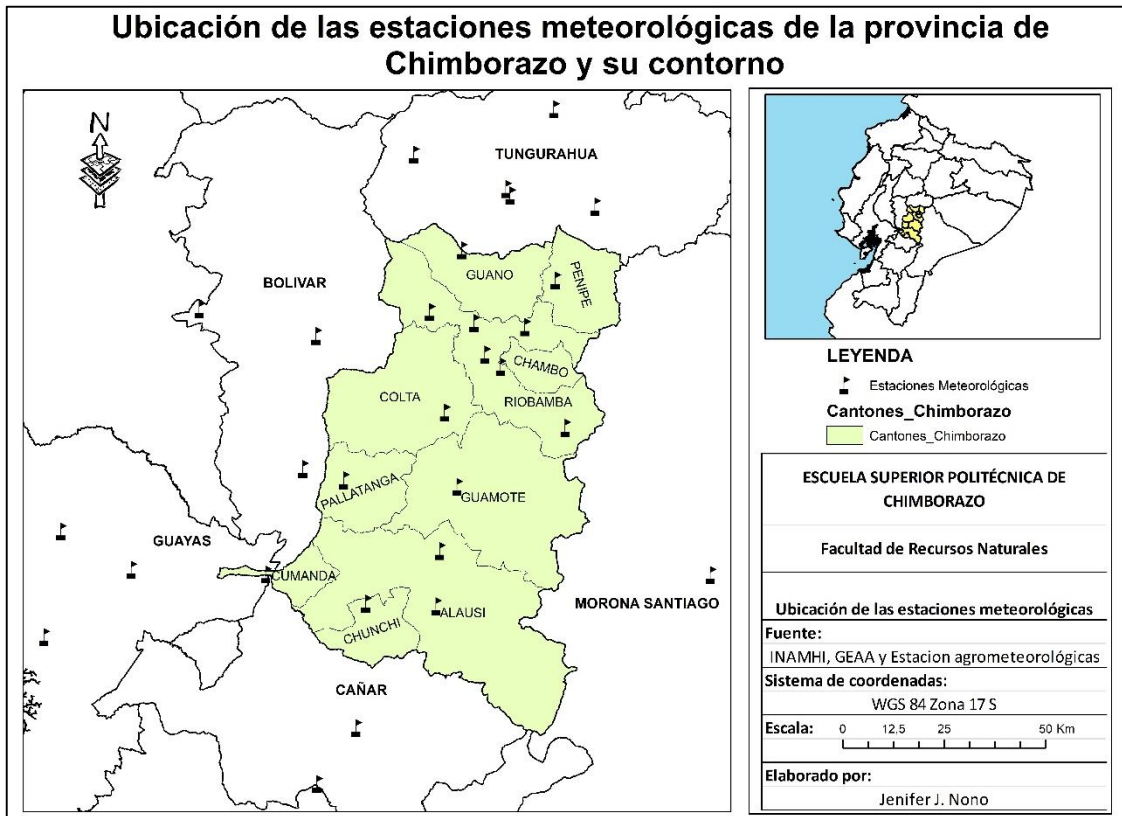 Ubicación de las estaciones meteorológicas de la provincia de
Chimborazo y su contorno
N
TUNGURAHUA
BOLIVAR
GUANO
PENIPE
CHAMBO
COLTA
RIOBAMBA
PALLATANGA
GUAMOTE
GUAYAS
CUMANDA
MORONA SANTIAGO
ALAUSI
CHUNCHI
CAÑAR
LEYENDA
Estaciones Meteorológicas
Cantones_Chimborazo
Cantones_Chimborazo
ESCUELA SUPERIOR POLITÉCNICA DE
CHIMBORAZO
Facultad de Recursos Naturales
Ubicación de las estaciones meteorológicas
Fuente:
INAMHI, GEAA y Estacion agrometeorológicas
Sistema de coordenadas:
WGS 84 Zona 17 S
Escala: 0 12.5 25 50 Km
Elaborado por:
Jenifer J. Nono